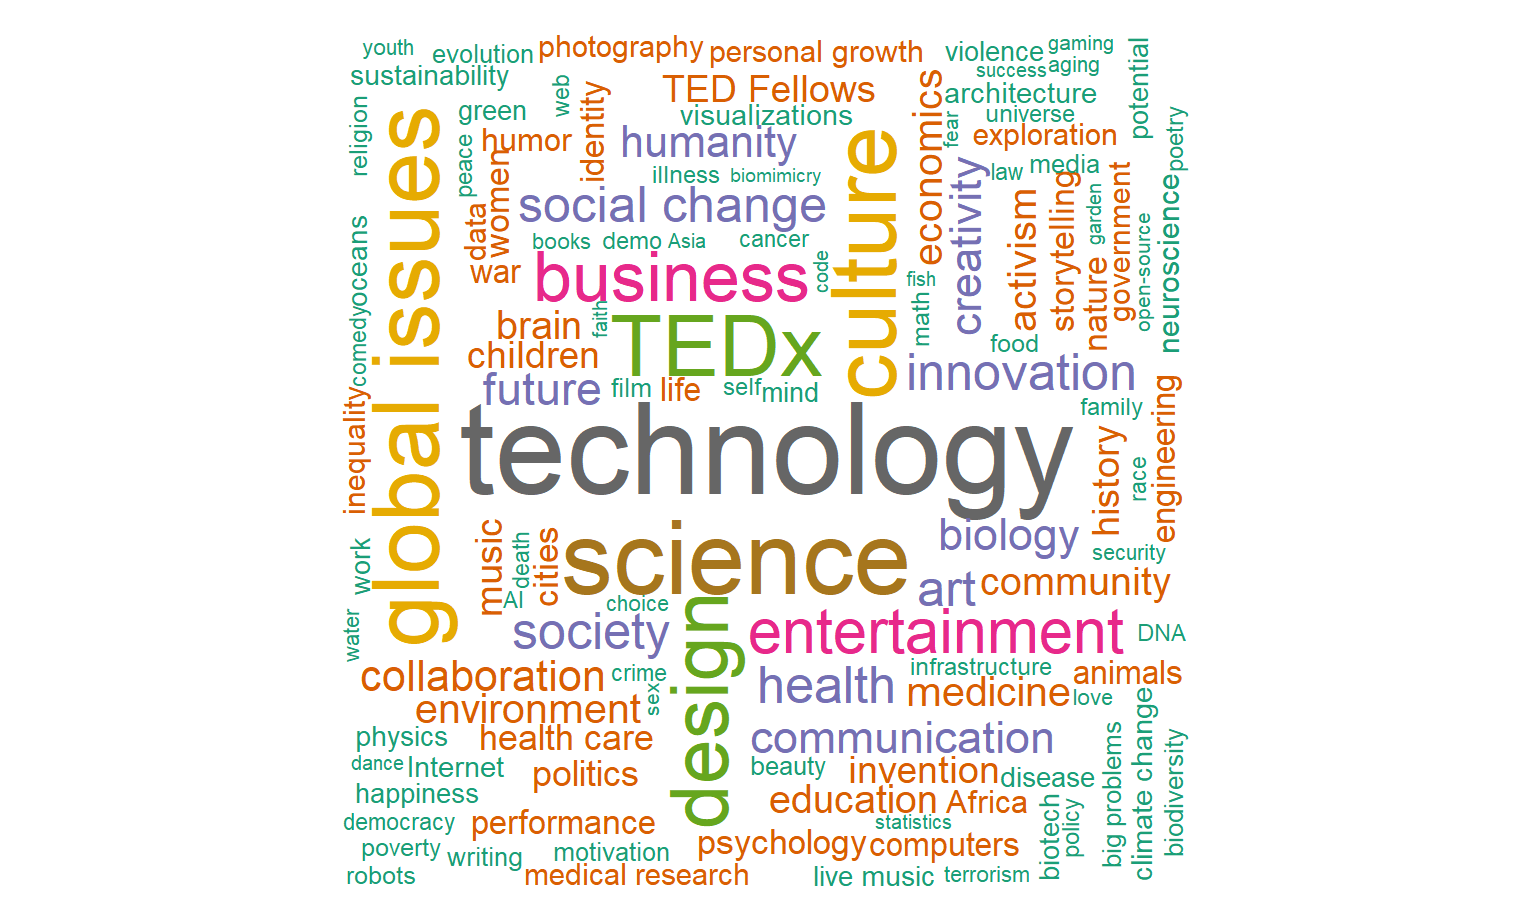 youth
evolution
photography
personal growth
violence
gaming
potential
sustainability
TED Fellows
success
aging
religion
global issues
green
web
identity
visualizations
culture
economics
architecture
universe
fear
exploration
poetry
peace
humor
women
humanity
illness
biomimicry
creativity
law
media
neuroscience
data
social change
activism
storytelling
garden
government
oceans
war
books
demo
Asia
cancer
code
business
fish
nature
open-source
comedy
brain
faith
TEDx
math
food
children
innovation
future
film
life
self
mind
family
inequality
technology
history
race
engineering
work
music
death
cities
science
biology
security
AI
choice
art
community
water
society
design
entertainment
DNA
collaboration
crime
sex
health
infrastructure
animals
environment
medicine
love
physics
health care
communication
big problems
climate change
biodiversity
dance
Internet
politics
beauty
invention
disease
happiness
education
Africa
biotech
policy
democracy
performance
statistics
poverty
writing
motivation
psychology
computers
robots
medical research
live music
terrorism